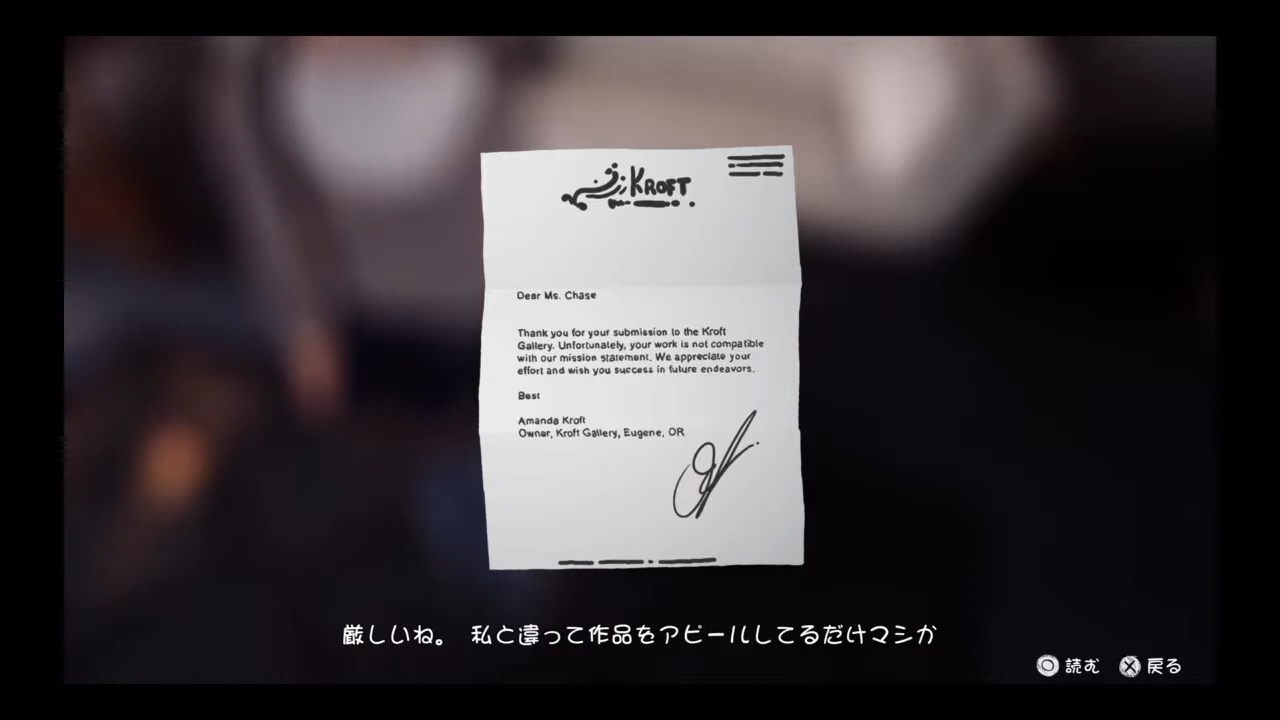 KROFT
Dear Ms. Chase
Thank you for your submission to the Kroft
Gallery. Unfortunately, your work is not compatible
with our mission statement. We appreciate your
effort and wish you success in future endeavors.
Best
Amanda Kroft
Owner, Kroft Gallery, Eugene, OR
厳しいね。 私と違って作品をアピールしてるだけマシか
読む 戻る